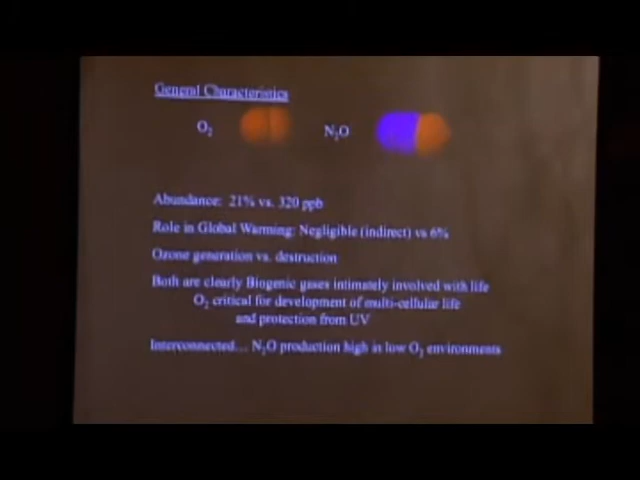 General Characteristics
O₂ N₂O
Abundance: 21% vs. 320 ppb
Role in Global Warming: Negligible (indirect) vs 6%
Ozone generation vs. destruction
Both are clearly Biogenic gases intimately involved with life
O₂ critical for development of multi-cellular life
and protection from UV
Interconnected... N₂O production high in low O₂ environments